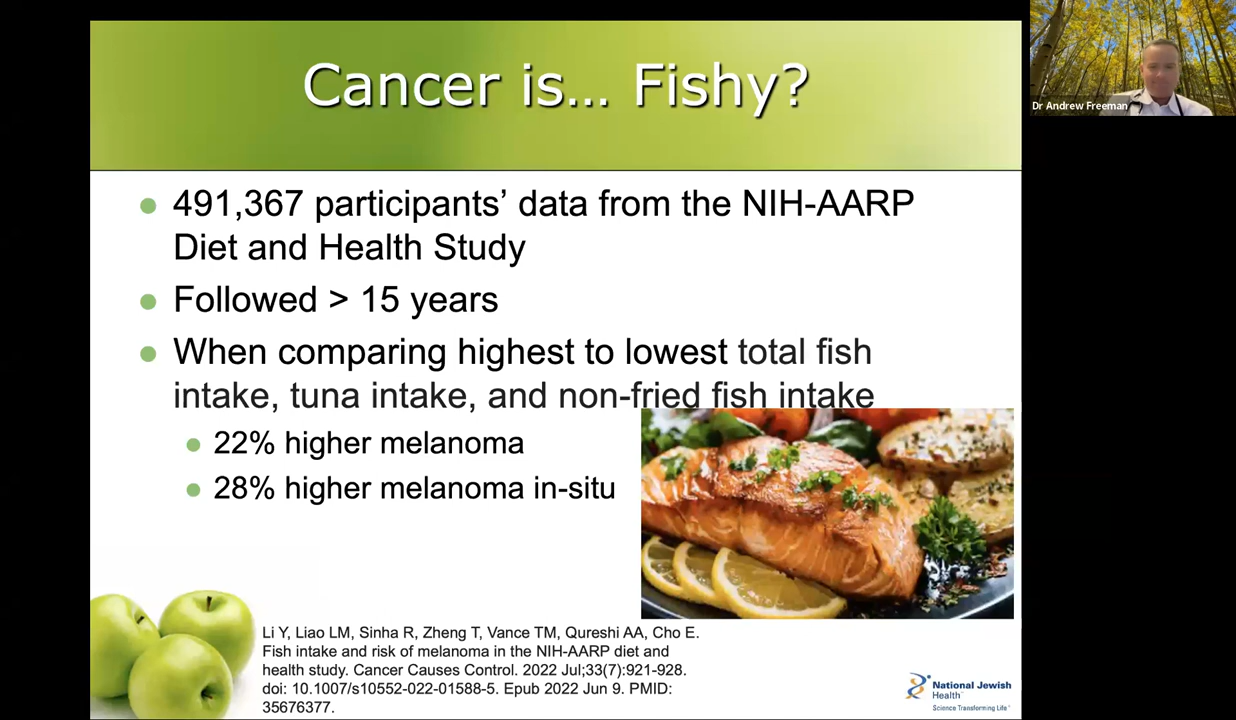 Cancer is... Fishy?
Dr Andrew Freeman
491,367 participants’ data from the NIH-AARP
Diet and Health Study
Followed > 15 years
When comparing highest to lowest total fish
intake, tuna intake, and non-fried fish intake
22% higher melanoma
28% higher melanoma in-situ
Li Y, Liao LM, Sinha R, Zheng T, Vance TM, Qureshi AA, Cho E.
Fish intake and risk of melanoma in the NIH-AARP diet and
health study. Cancer Causes Control. 2022 Jul;33(7):921-928.
doi: 10.1007/s10552-022-01588-5. Epub 2022 Jun 9. PMID:
35676377.
National Jewish
Health
Science Transforming Life